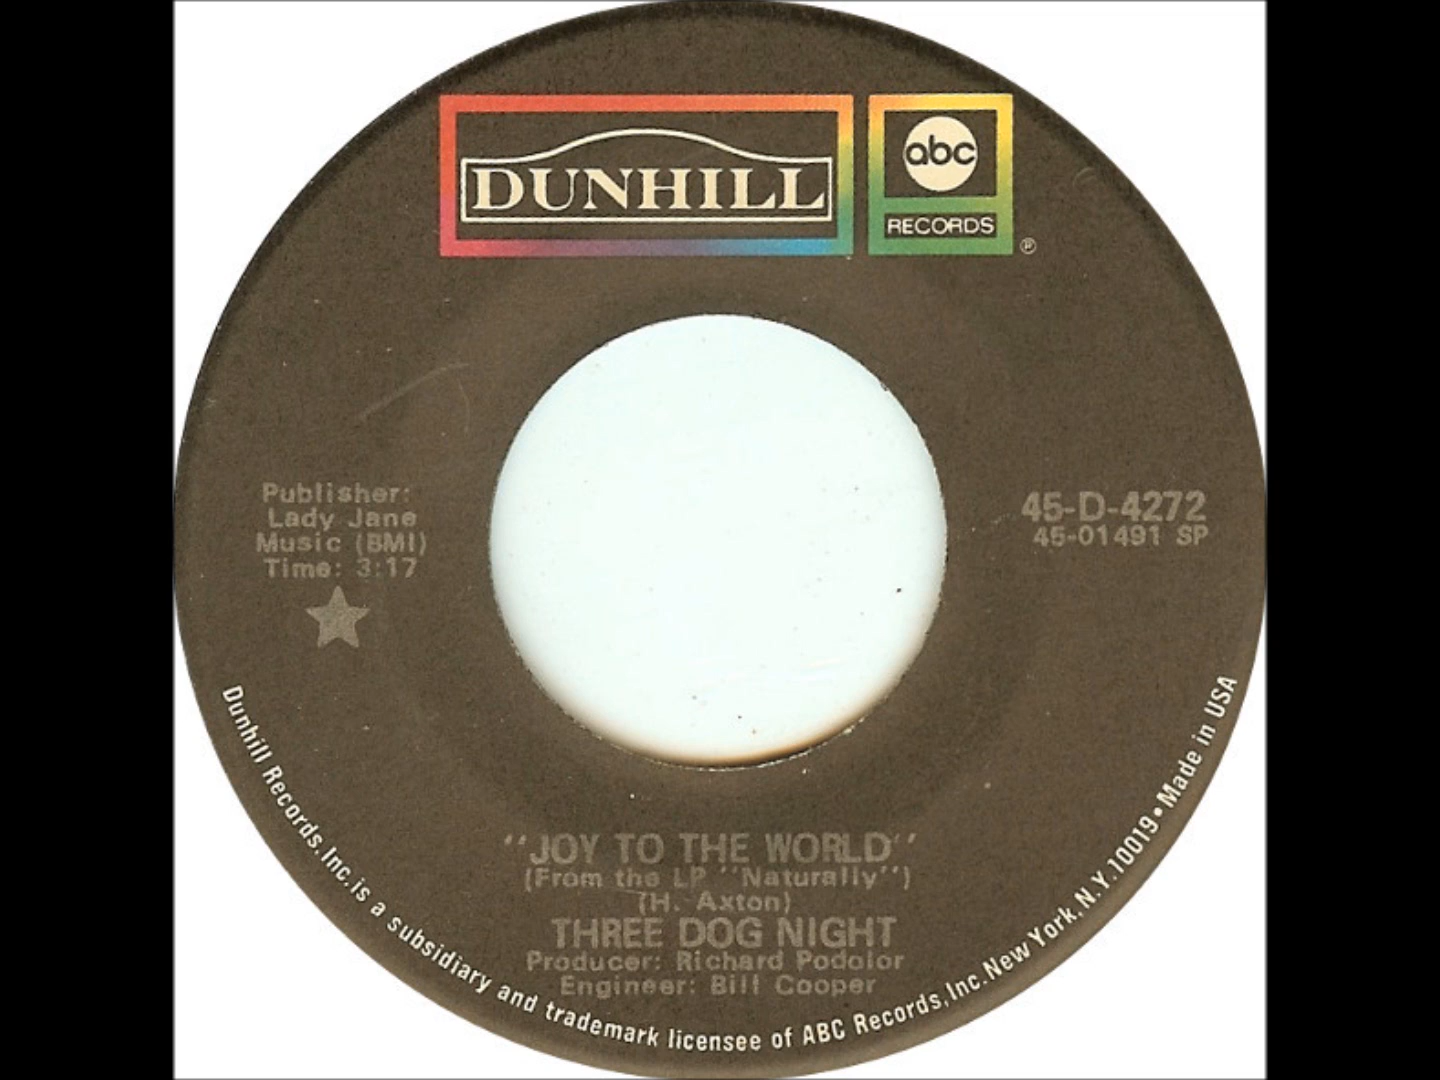 DUNHILL
abc
RECORDS
®
Publisher:
Lady Jane
Music (BMI)
Time: 3:17
45-D-4272
45-01491 SP
"JOY TO THE WORLD"
(From the LP "Naturally")
(H. Axton)
THREE DOG NIGHT
Producer: Richard Podolor
Engineer: Bill Cooper
Dunhill Records, Inc. is a subsidiary and trademark licensee of ABC Records, Inc. New York, N.Y. 10019 • Made in USA